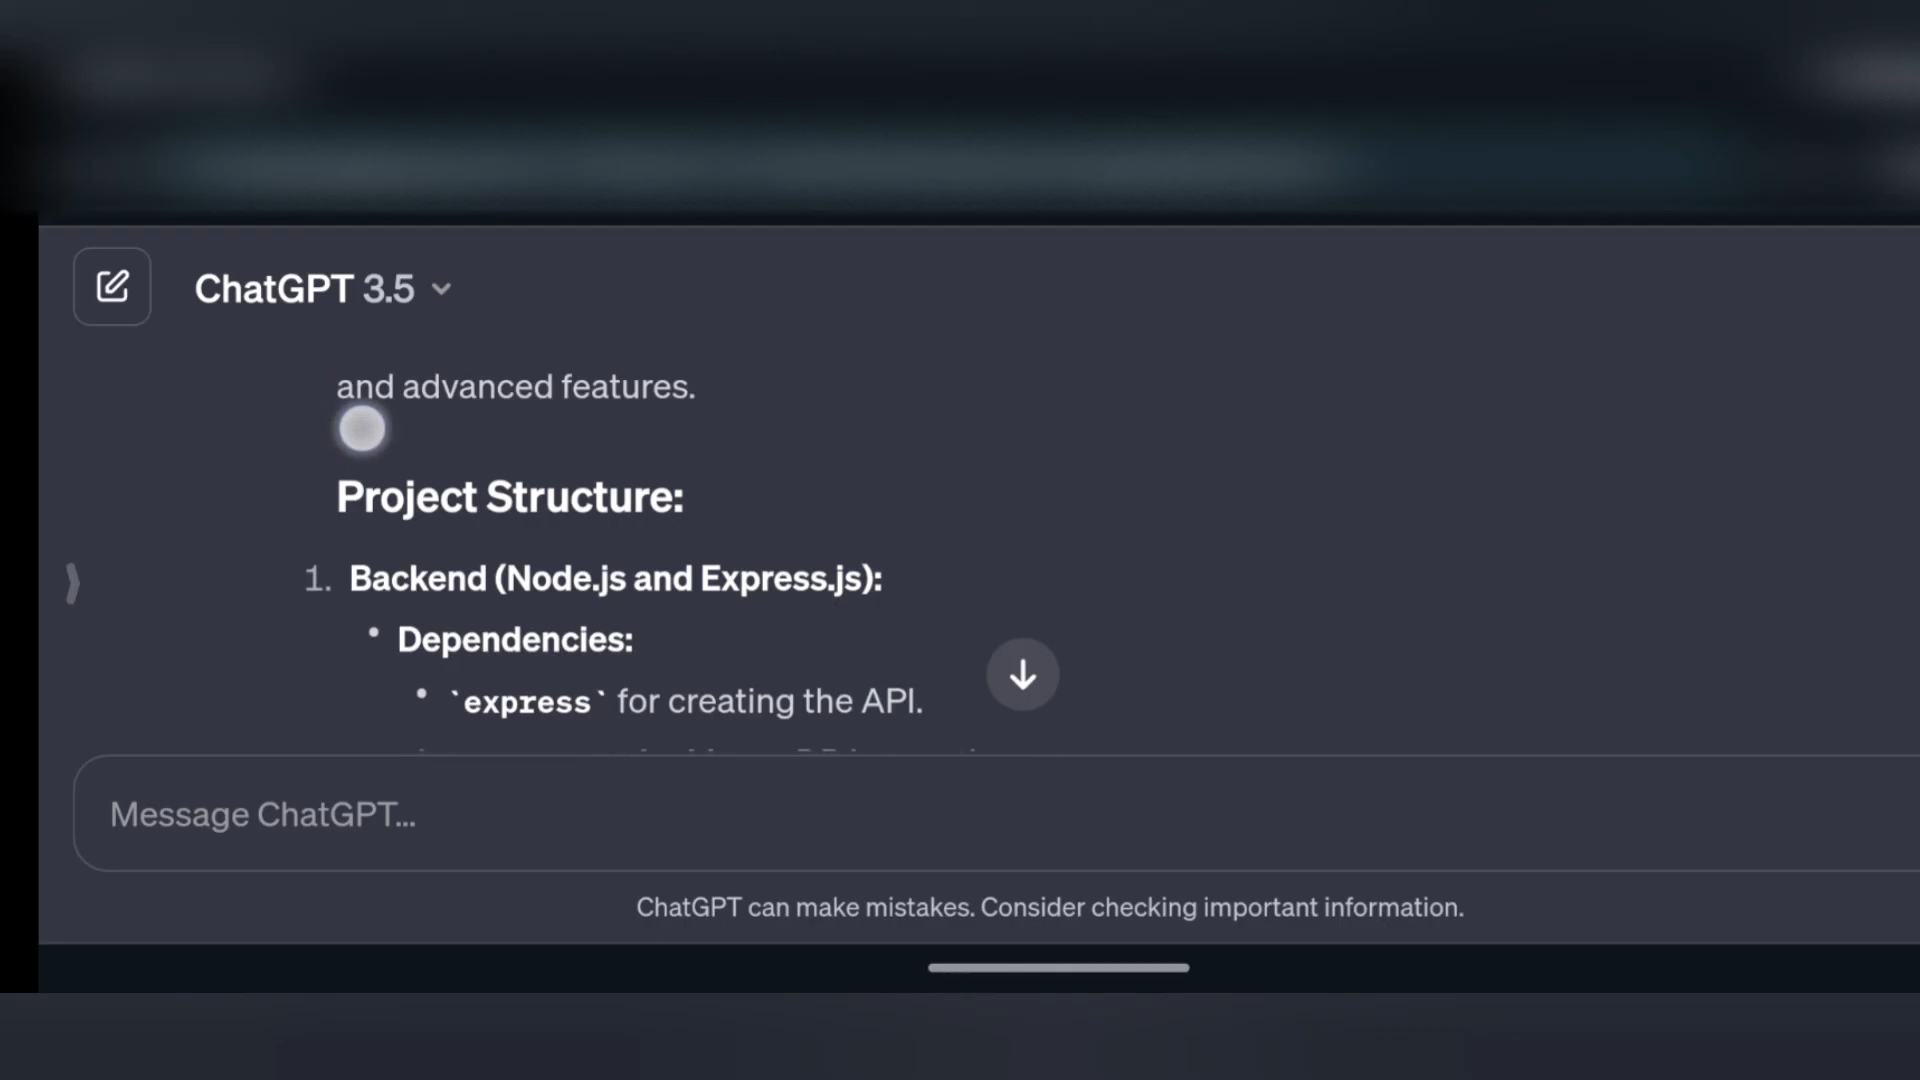 ChatGPT 3.5
and advanced features.
Project Structure:
1. Backend (Node.js and Express.js):
• Dependencies:
• `express` for creating the API.
Message ChatGPT...
ChatGPT can make mistakes. Consider checking important information.